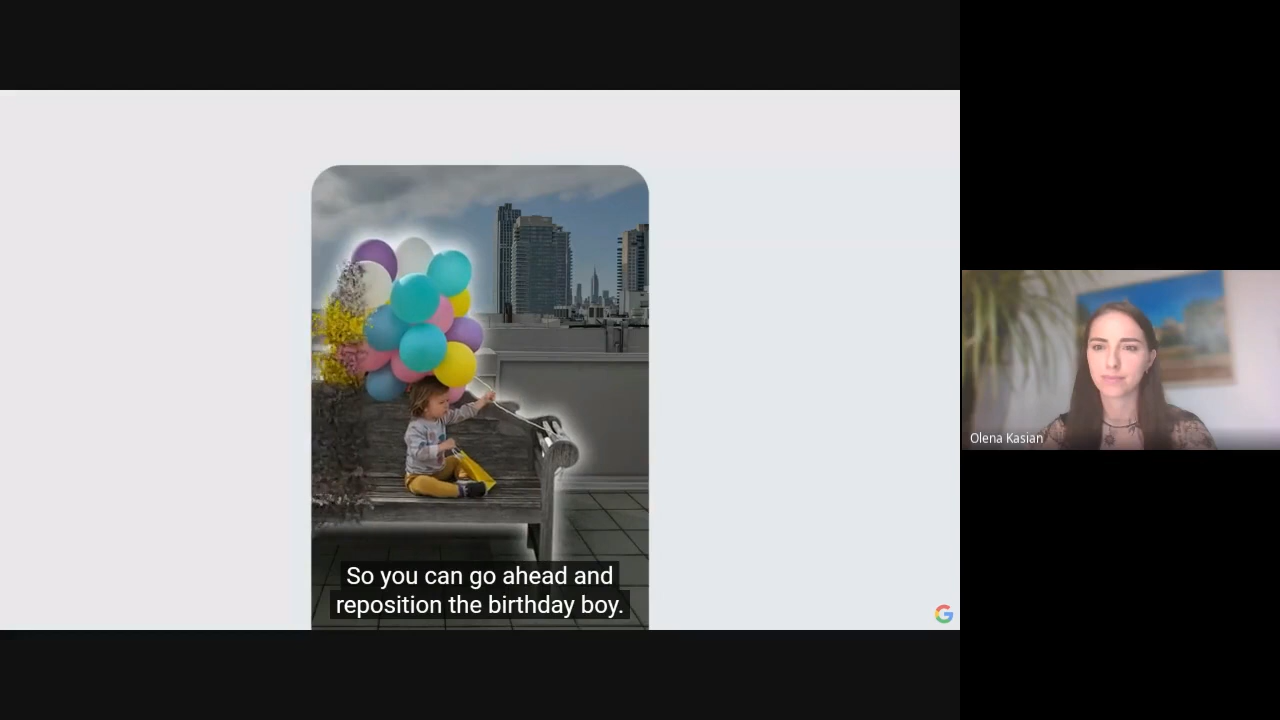 So you can go ahead and
reposition the birthday boy.
Olena Kasian